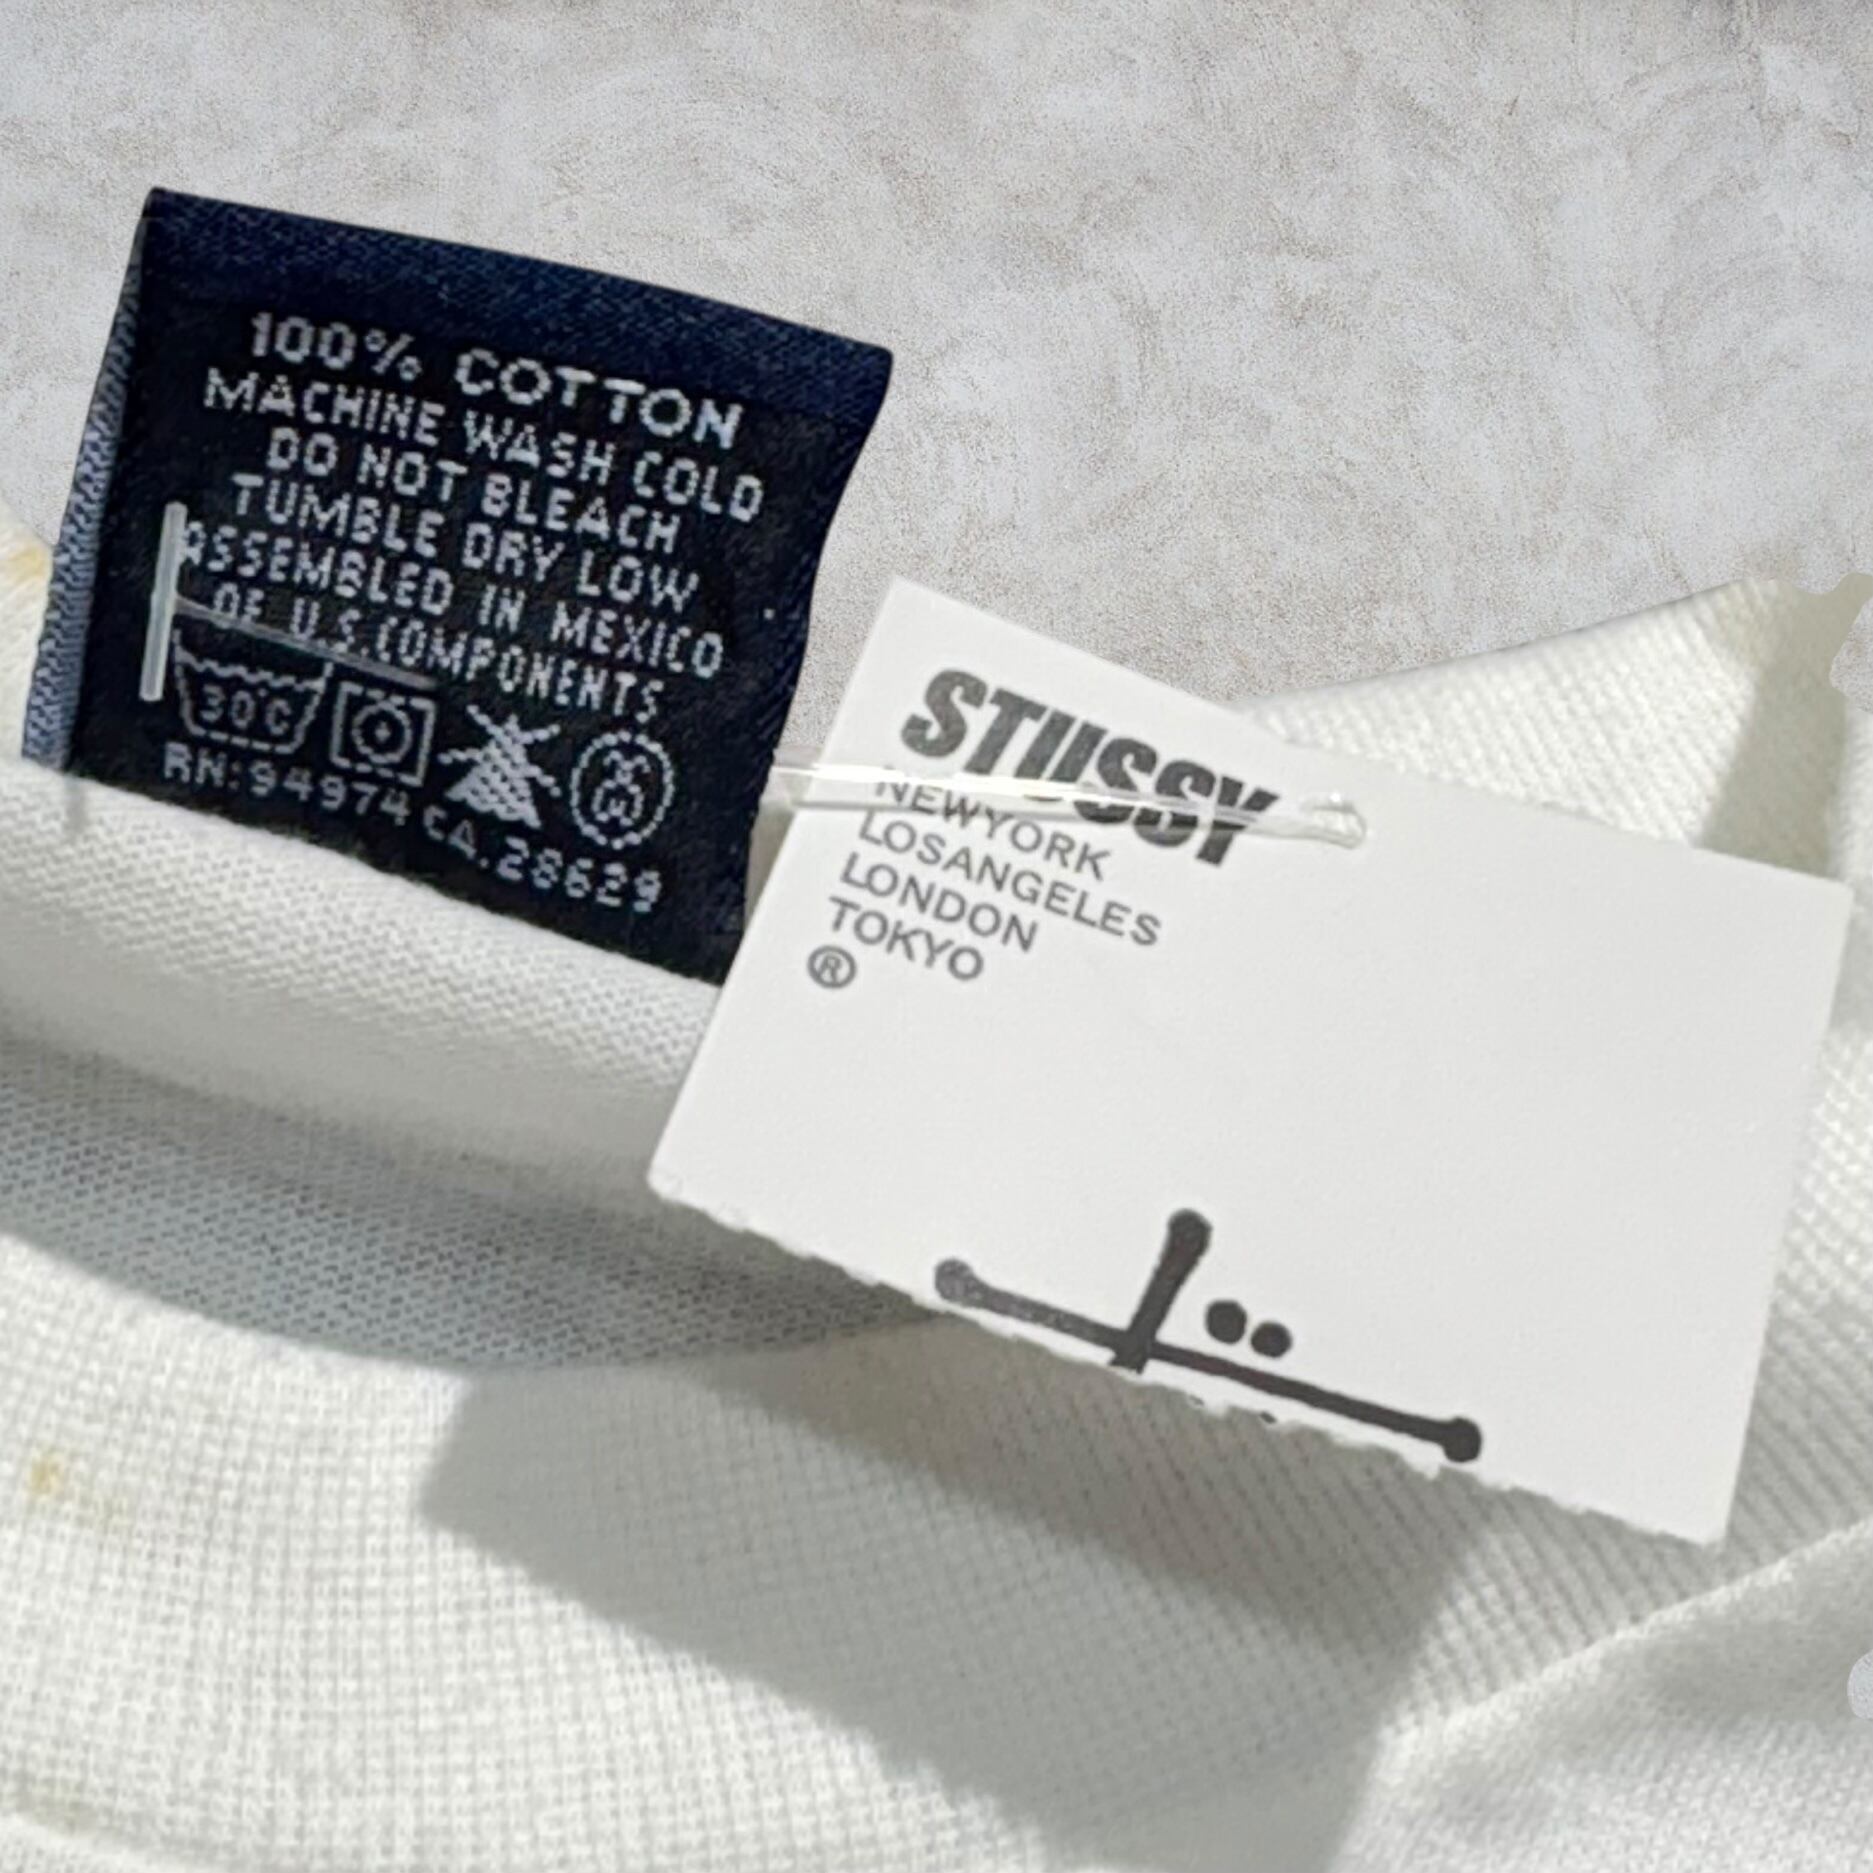 100% COTTON
MACHINE WASH COLD
DO NOT BLEACH
TUMBLE DRY LOW
ASSEMBLED IN MEXICO
OF U.S.COMPONENTS
30°C
RN:94974 CA.28629
STUSSY
NEWYORK
LOSANGELES
LONDON
TOKYO
®